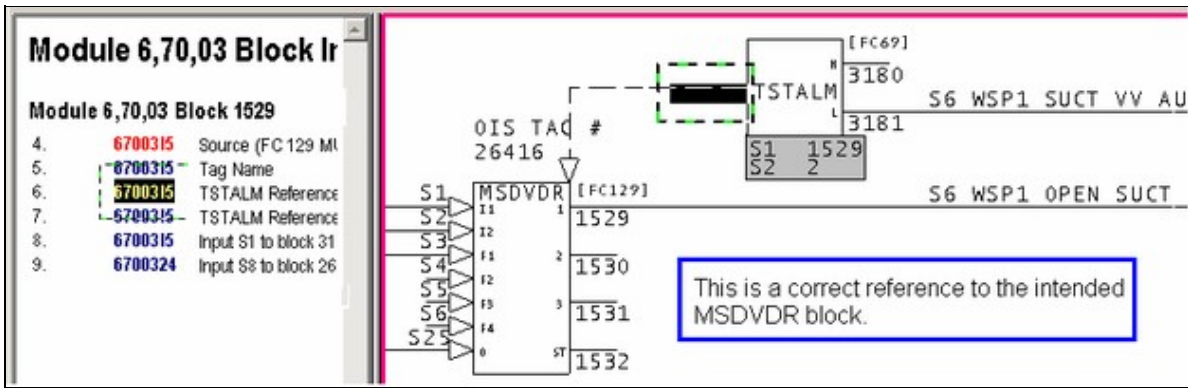 Module 6,70,03 Block Ir
Module 6,70,03 Block 1529
4. 67003I5 Source (FC 129 MU
5. 67003I5 Tag Name
6. 67003I5 TSTALM Reference
7. 67003I5 TSTALM Reference
8. 67003I5 Input S1 to block 31
9. 6700324 Input S8 to block 26
[FC69]
H
3180
TSTALM
S6 WSP1 SUCT VV AU
L
3181
S1 1529
S2 2
OIS TAG #
26416
MSDVDR
[FC129]
S6 WSP1 OPEN SUCT
S1
I1
1
1529
S2
I2
S3
F1
2
1530
S4
F2
S5
F3
3
1531
S6
F4
S25
0
ST
1532
This is a correct reference to the intended
MSDVDR block.